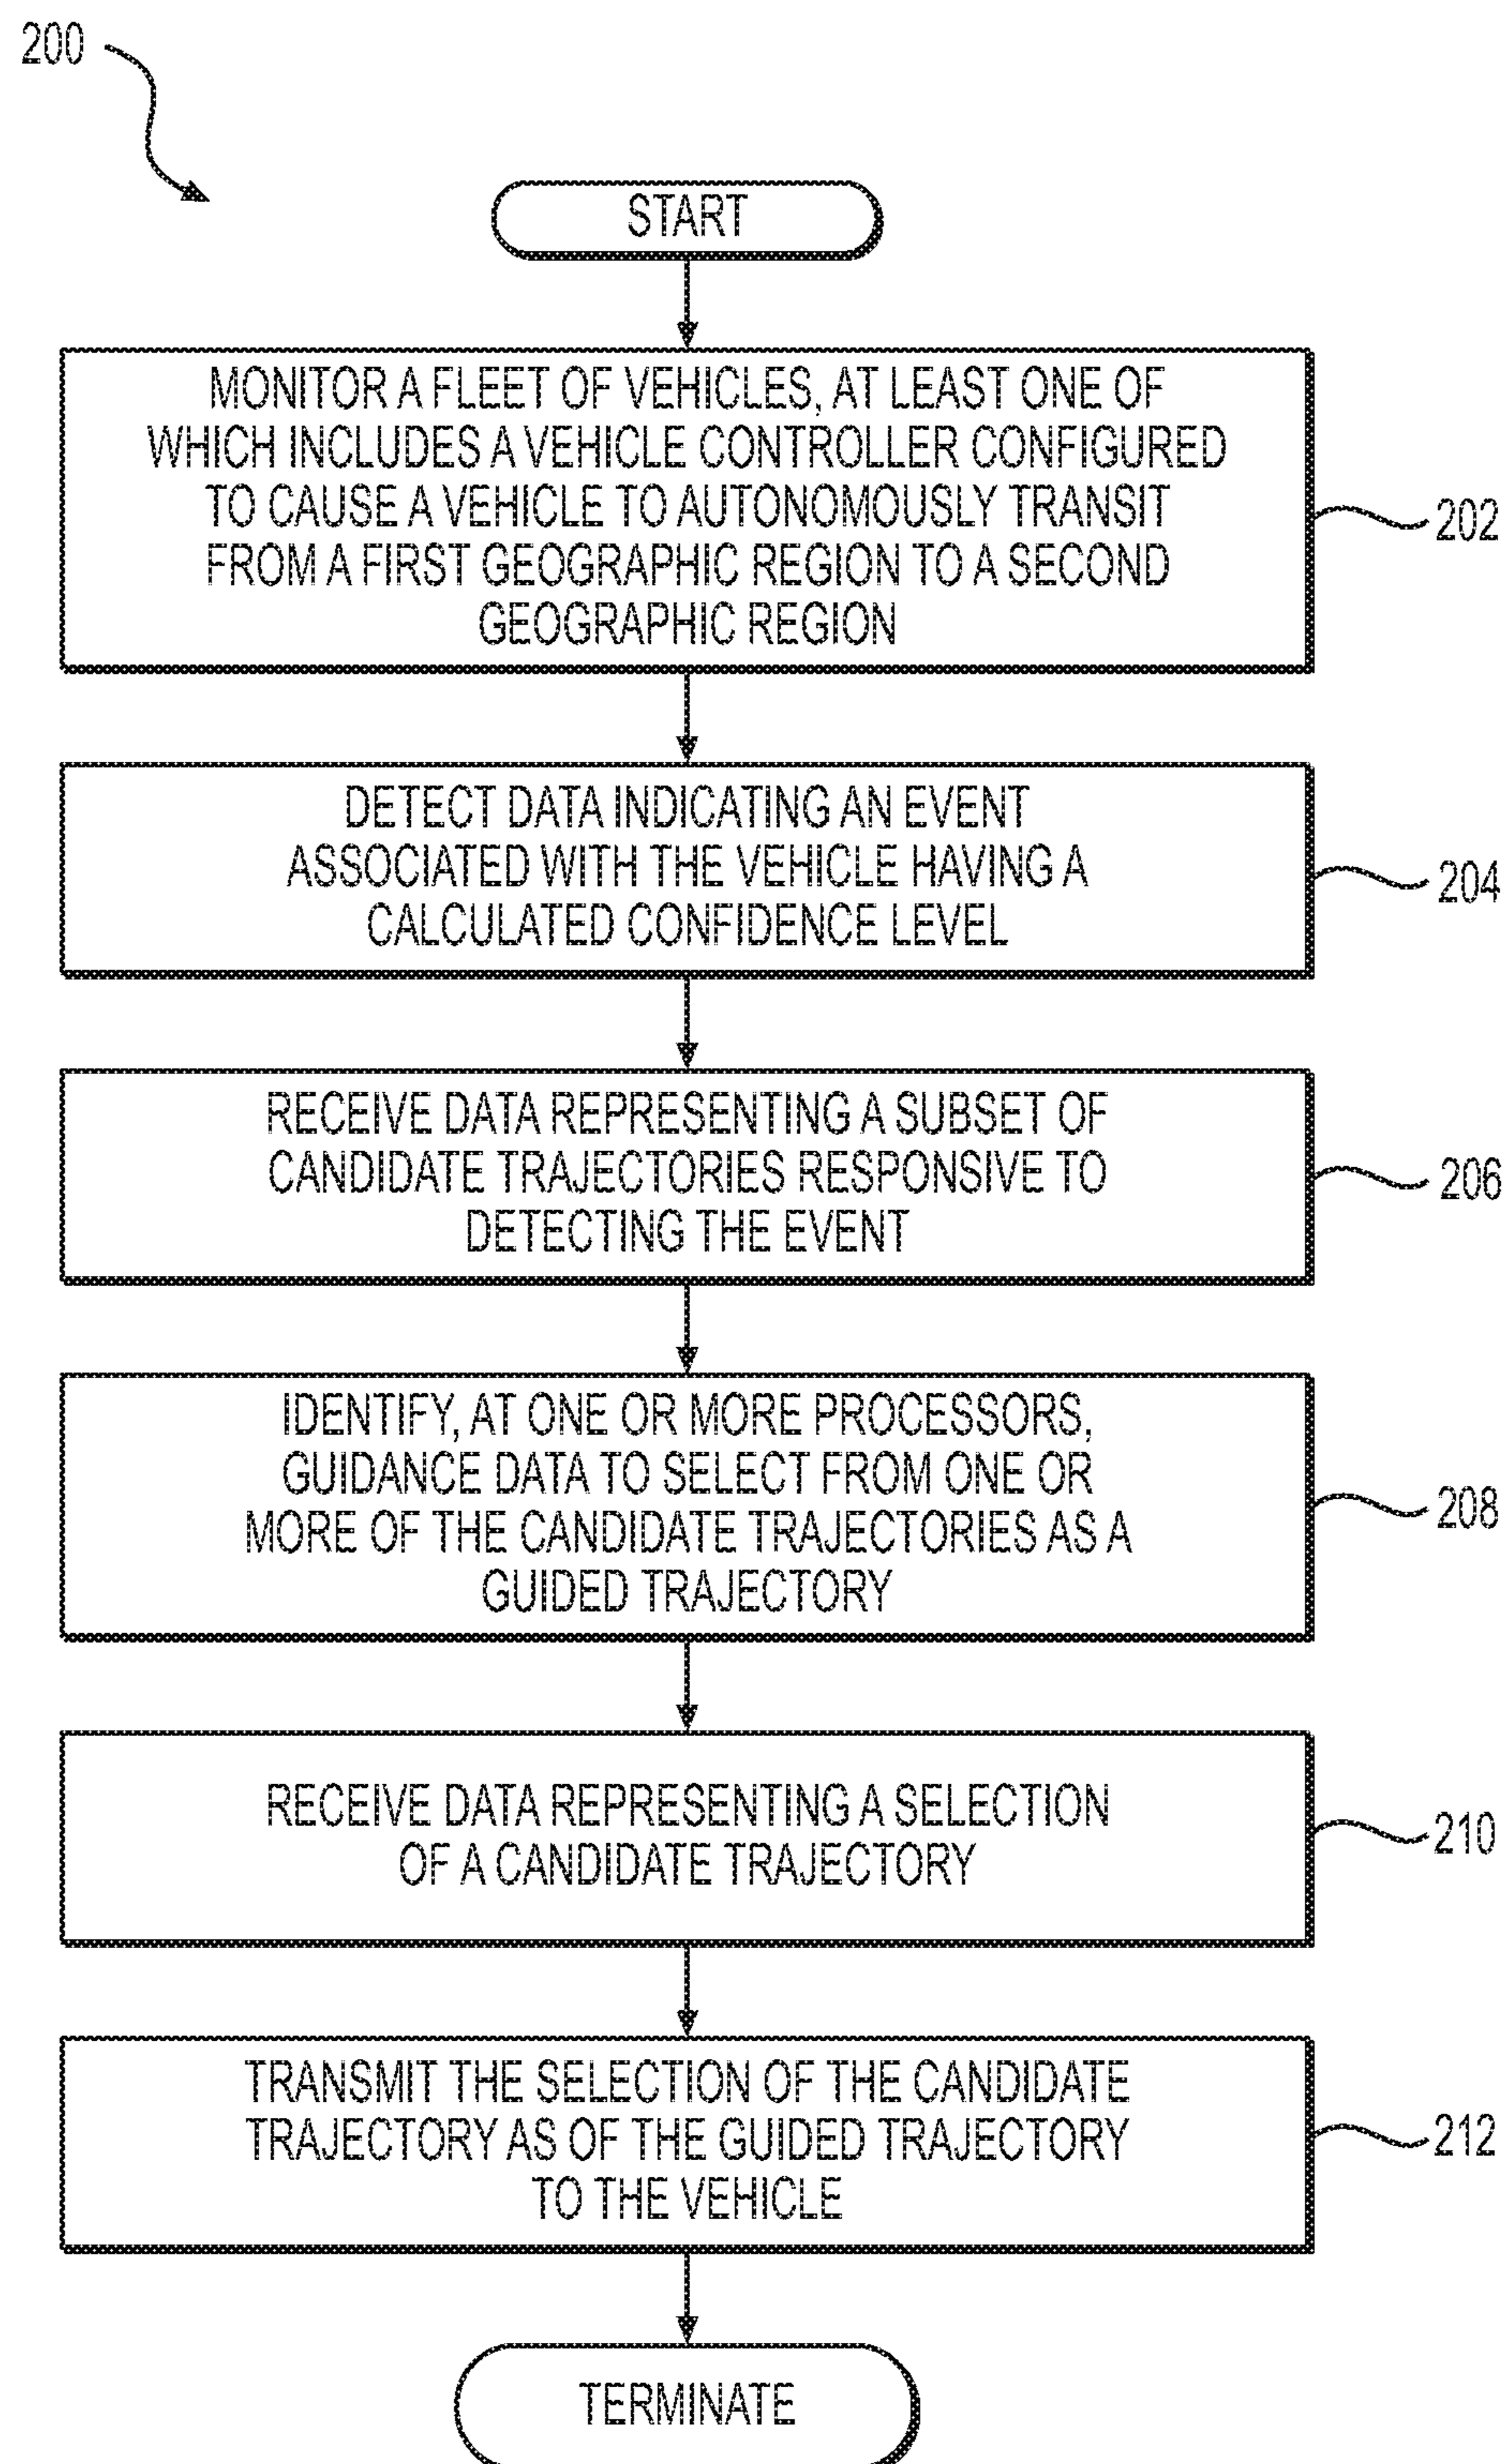 200
START
MONITOR A FLEET OF VEHICLES, AT LEAST ONE OF
WHICH INCLUDES A VEHICLE CONTROLLER CONFIGURED
TO CAUSE A VEHICLE TO AUTONOMOUSLY TRANSIT
FROM A FIRST GEOGRAPHIC REGION TO A SECOND
GEOGRAPHIC REGION
202
DETECT DATA INDICATING AN EVENT
ASSOCIATED WITH THE VEHICLE HAVING A
CALCULATED CONFIDENCE LEVEL
204
RECEIVE DATA REPRESENTING A SUBSET OF
CANDIDATE TRAJECTORIES RESPONSIVE TO
DETECTING THE EVENT
206
IDENTIFY, AT ONE OR MORE PROCESSORS,
GUIDANCE DATA TO SELECT FROM ONE OR
MORE OF THE CANDIDATE TRAJECTORIES AS A
GUIDED TRAJECTORY
208
RECEIVE DATA REPRESENTING A SELECTION
OF A CANDIDATE TRAJECTORY
210
TRANSMIT THE SELECTION OF THE CANDIDATE
TRAJECTORY AS OF THE GUIDED TRAJECTORY
TO THE VEHICLE
212
TERMINATE